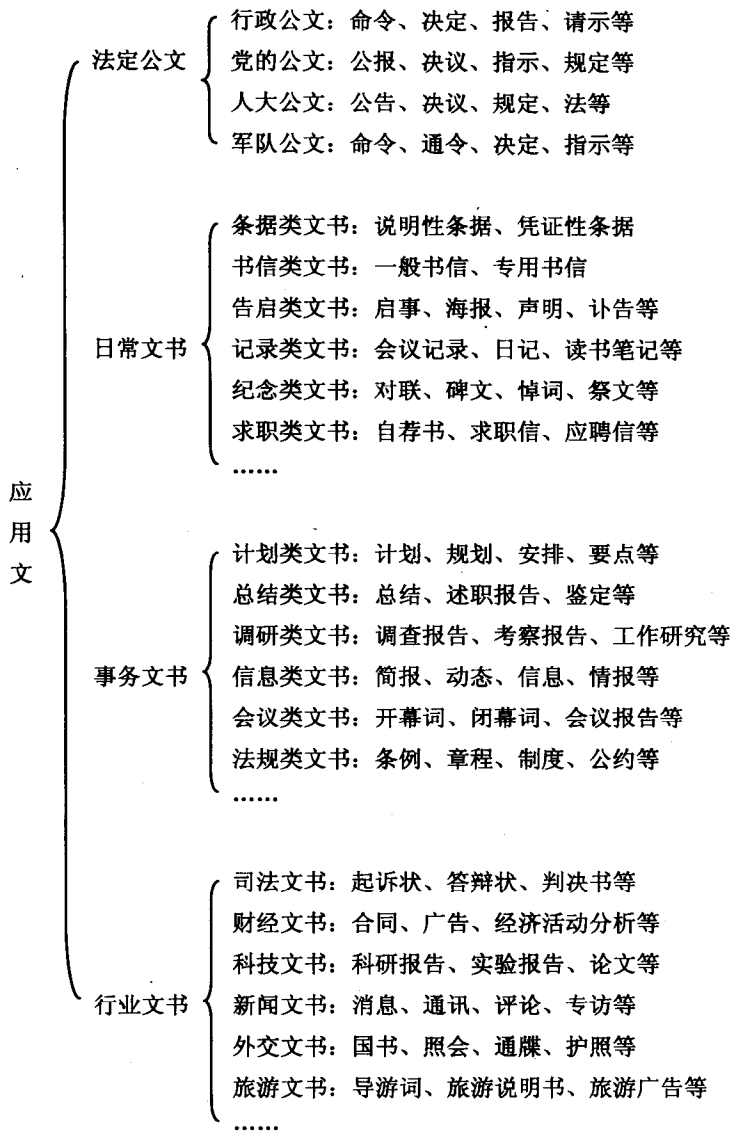 应用文
法定公文
行政公文：命令、决定、报告、请示等
党的公文：公报、决议、指示、规定等
人大公文：公告、决议、规定、法等
军队公文：命令、通令、决定、指示等
日常文书
条据类文书：说明性条据、凭证性条据
书信类文书：一般书信、专用书信
告启类文书：启事、海报、声明、讣告等
记录类文书：会议记录、日记、读书笔记等
纪念类文书：对联、碑文、悼词、祭文等
求职类文书：自荐书、求职信、应聘信等
……
事务文书
计划类文书：计划、规划、安排、要点等
总结类文书：总结、述职报告、鉴定等
调研类文书：调查报告、考察报告、工作研究等
信息类文书：简报、动态、信息、情报等
会议类文书：开幕词、闭幕词、会议报告等
法规类文书：条例、章程、制度、公约等
……
行业文书
司法文书：起诉状、答辩状、判决书等
财经文书：合同、广告、经济活动分析等
科技文书：科研报告、实验报告、论文等
新闻文书：消息、通讯、评论、专访等
外交文书：国书、照会、通牒、护照等
旅游文书：导游词、旅游说明书、旅游广告等
……